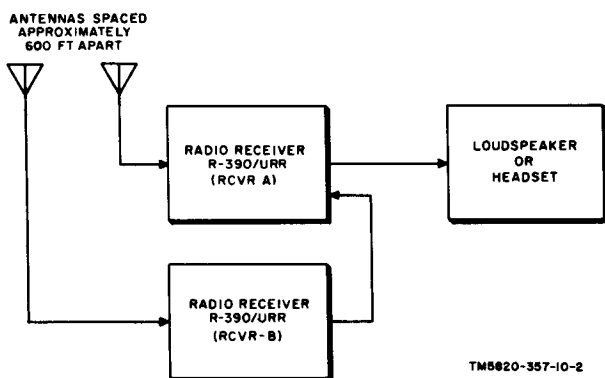 ANTENNAS SPACED
APPROXIMATELY
600 FT APART
RADIO RECEIVER
R-390/URR
(RCVR A)
LOUDSPEAKER
OR
HEADSET
RADIO RECEIVER
R-390/URR
(RCVR-B)
TM5820-357-10-2